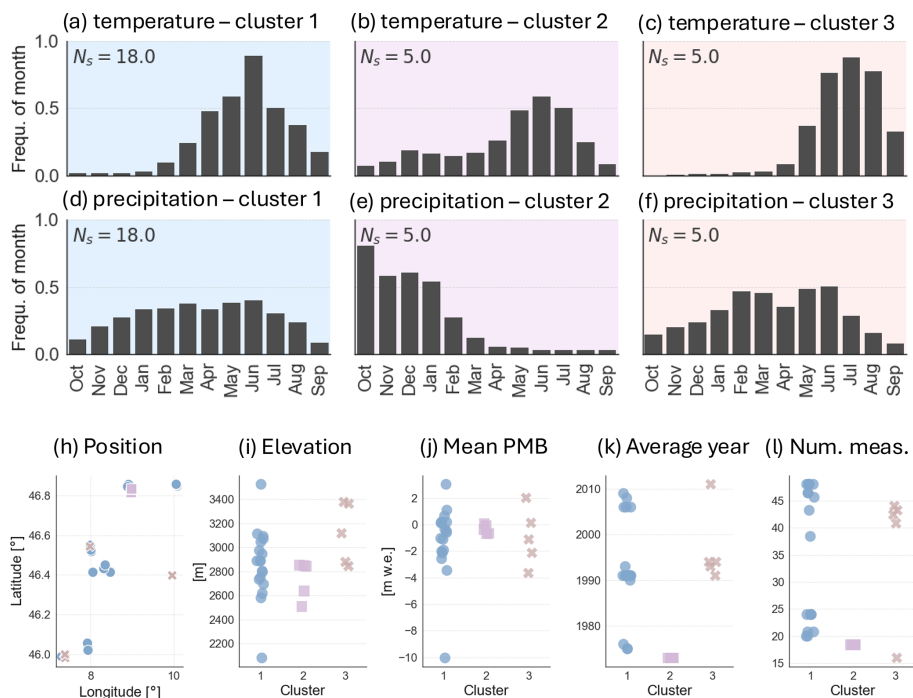 (a) temperature – cluster 1
(b) temperature – cluster 2
(c) temperature – cluster 3
Frequ. of month
1.0
0.5
0.0
Nₛ = 18.0
Nₛ = 5.0
Nₛ = 5.0
(d) precipitation – cluster 1
(e) precipitation – cluster 2
(f) precipitation – cluster 3
Frequ. of month
1.0
0.5
0.0
Nₛ = 18.0
Nₛ = 5.0
Nₛ = 5.0
Oct Nov Dec Jan Feb Mar Apr May Jun Jul Aug Sep
Oct Nov Dec Jan Feb Mar Apr May Jun Jul Aug Sep
Oct Nov Dec Jan Feb Mar Apr May Jun Jul Aug Sep
(h) Position
(i) Elevation
(j) Mean PMB
(k) Average year
(l) Num. meas.
Latitude [°]
46.8
46.6
46.4
46.2
46.0
8 10
Longitude [°]
[m]
3400
3200
3000
2800
2600
2400
2200
1 2 3
Cluster
[m w.e.]
2
0
−2
−4
−6
−8
−10
1 2 3
Cluster
2010
2000
1990
1980
1 2 3
Cluster
45
40
35
30
25
20
15
1 2 3
Cluster